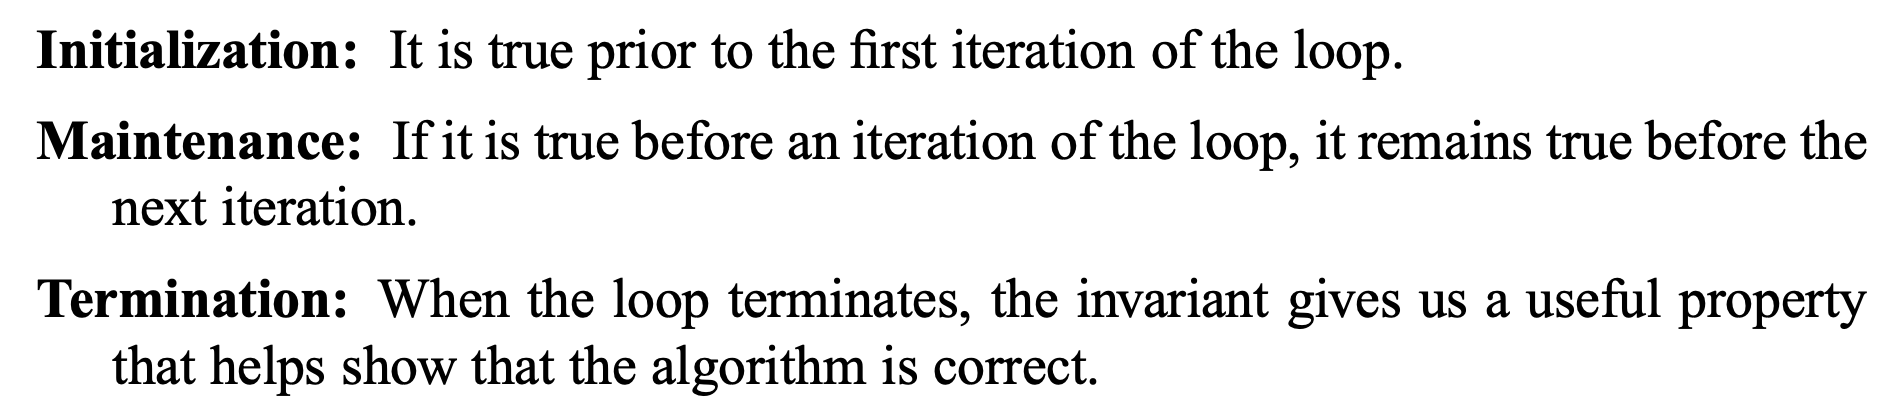 Initialization: It is true prior to the first iteration of the loop.
Maintenance: If it is true before an iteration of the loop, it remains true before the
next iteration.
Termination: When the loop terminates, the invariant gives us a useful property
that helps show that the algorithm is correct.